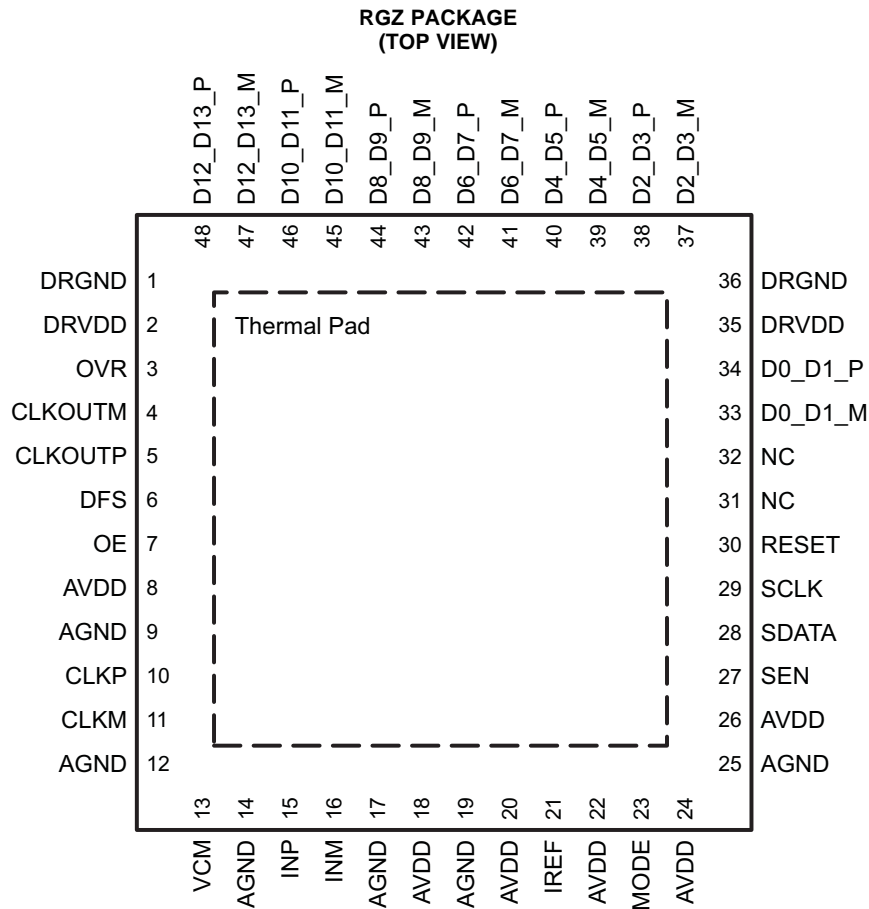 RGZ PACKAGE
(TOP VIEW)
D12_D13_P
D12_D13_M
D10_D11_P
D10_D11_M
D8_D9_P
D8_D9_M
D6_D7_P
D6_D7_M
D4_D5_P
D4_D5_M
D2_D3_P
D2_D3_M
48 47 46 45 44 43 42 41 40 39 38 37
DRGND 1 36 DRGND
DRVDD 2 Thermal Pad 35 DRVDD
OVR 3 34 D0_D1_P
CLKOUTM 4 33 D0_D1_M
CLKOUTP 5 32 NC
DFS 6 31 NC
OE 7 30 RESET
AVDD 8 29 SCLK
AGND 9 28 SDATA
CLKP 10 27 SEN
CLKM 11 26 AVDD
AGND 12 25 AGND
13 14 15 16 17 18 19 20 21 22 23 24
VCM
AGND
INP
INM
AGND
AVDD
AGND
AVDD
IREF
AVDD
MODE
AVDD